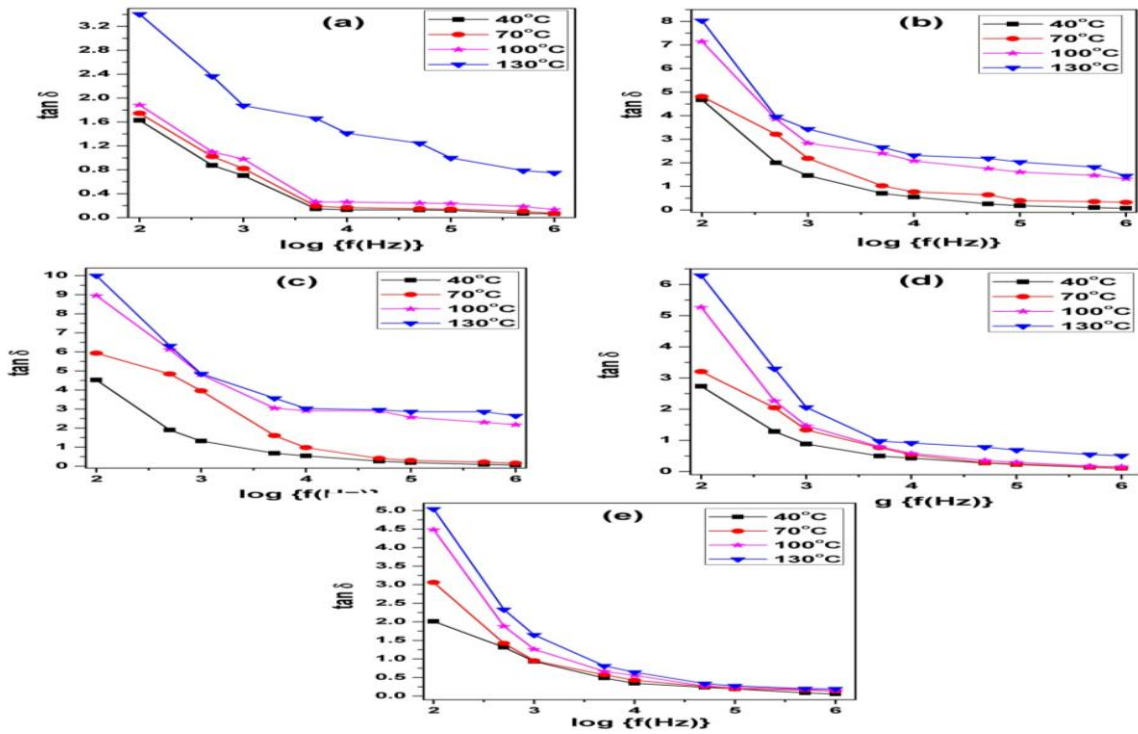 (a)
40°C
70°C
100°C
130°C
tan δ
3.2
2.8
2.4
2.0
1.6
1.2
0.8
0.4
0.0
2 3 4 5 6
log {f(Hz)}
(b)
40°C
70°C
100°C
130°C
tan δ
8
7
6
5
4
3
2
1
0
2 3 4 5 6
log {f(Hz)}
(c)
40°C
70°C
100°C
130°C
tan δ
10
9
8
7
6
5
4
3
2
1
0
2 3 4 5 6
log
(d)
40°C
70°C
100°C
130°C
tan δ
6
5
4
3
2
1
0
2 3 4 5 6
g {f(Hz)}
(e)
40°C
70°C
100°C
130°C
tan δ
5.0
4.5
4.0
3.5
3.0
2.5
2.0
1.5
1.0
0.5
0.0
2 3 4 5 6
log {f(Hz)}